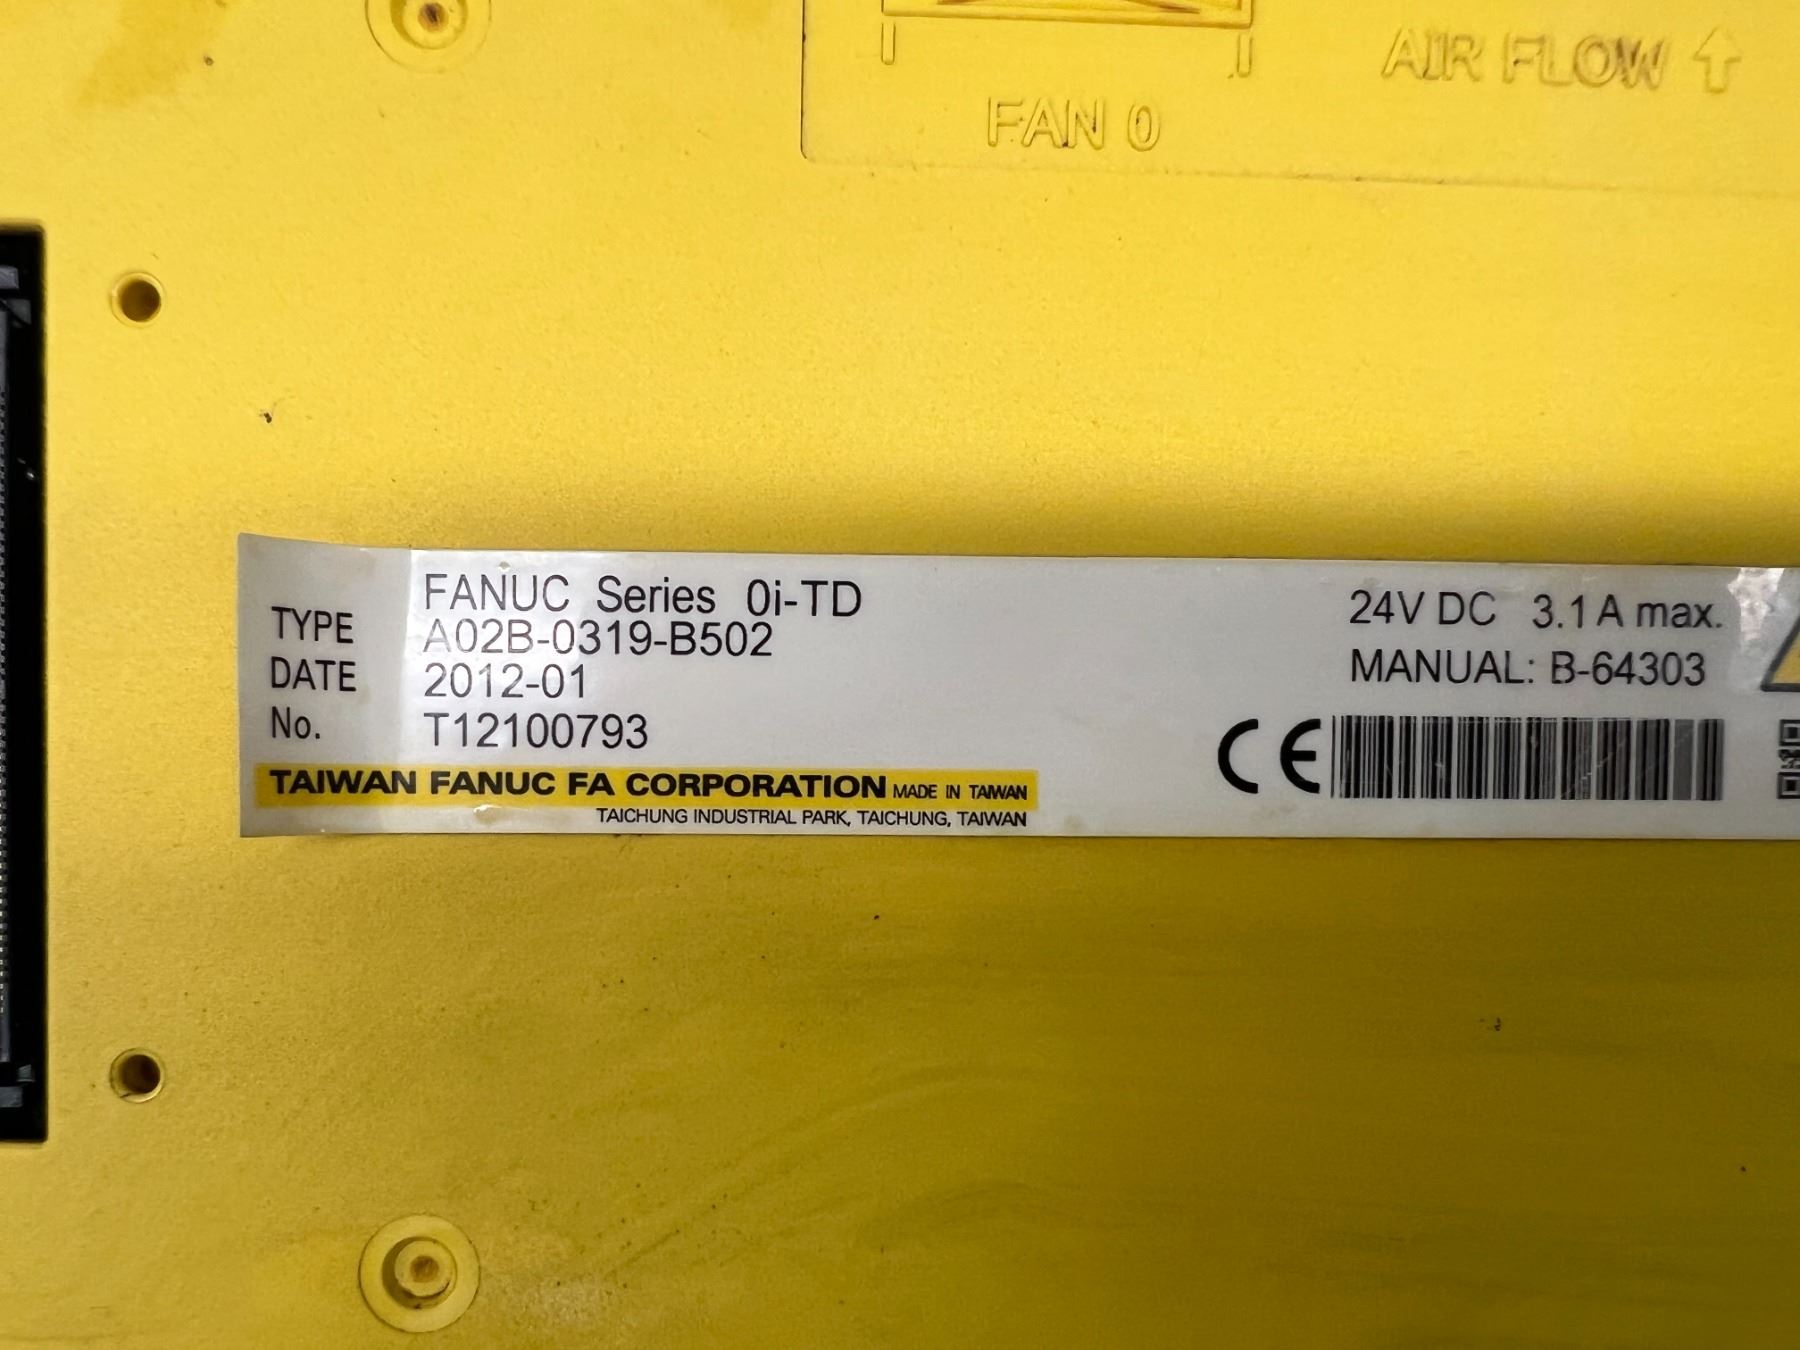 AIR FLOW ↑
FAN 0
FANUC Series 0i-TD
TYPE A02B-0319-B502
DATE 2012-01
No. T12100793
24V DC 3.1 A max.
MANUAL: B-64303
CE
TAIWAN FANUC FA CORPORATION MADE IN TAIWAN
TAICHUNG INDUSTRIAL PARK, TAICHUNG, TAIWAN